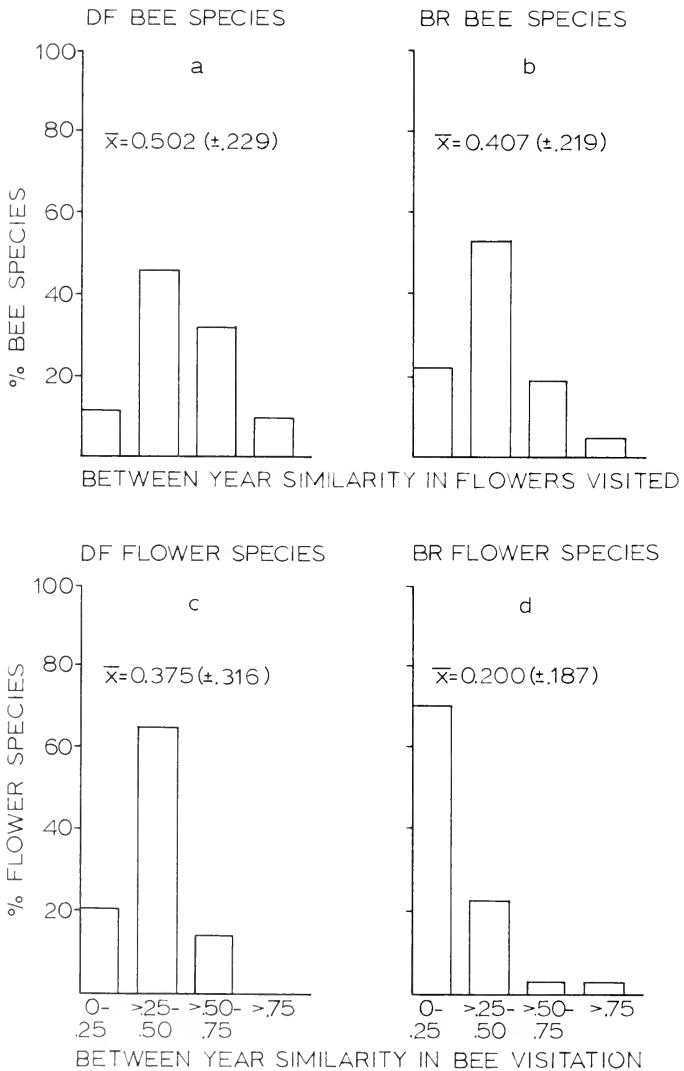 DF BEE SPECIES
BR BEE SPECIES
a
b
x̄=0.502 (±.229)
x̄=0.407 (±.219)
100
80
60
40
20
% BEE SPECIES
BETWEEN YEAR SIMILARITY IN FLOWERS VISITED
DF FLOWER SPECIES
BR FLOWER SPECIES
c
d
x̄=0.375 (±.316)
x̄=0.200 (±.187)
100
80
60
40
20
% FLOWER SPECIES
0- >.25- >.50- >.75
.25 .50 .75
0- >.25- >.50- >.75
.25 .50 .75
BETWEEN YEAR SIMILARITY IN BEE VISITATION